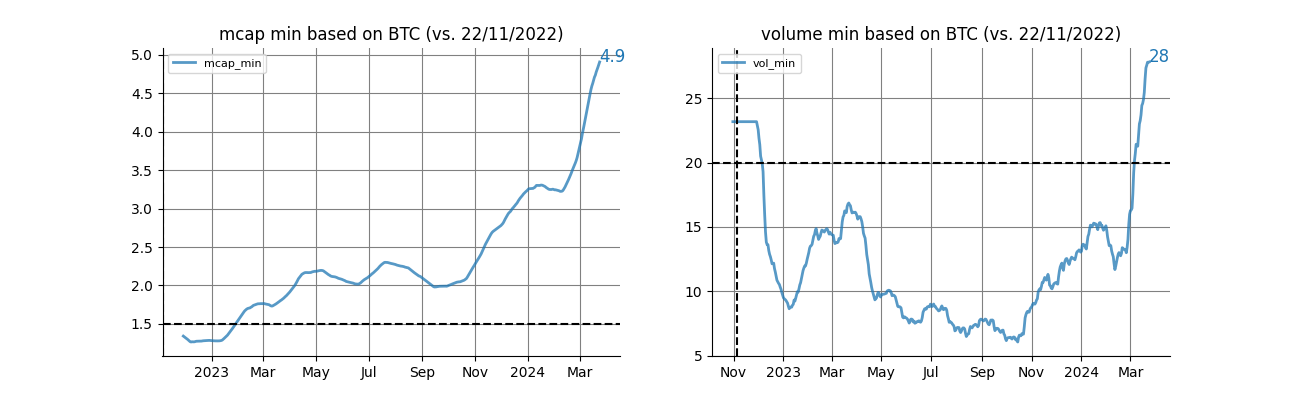 mcap min based on BTC (vs. 22/11/2022)
4.9
mcap_min
5.0
4.5
4.0
3.5
3.0
2.5
2.0
1.5
2023 Mar May Jul Sep Nov 2024 Mar
volume min based on BTC (vs. 22/11/2022)
28
vol_min
25
20
15
10
5
Nov 2023 Mar May Jul Sep Nov 2024 Mar